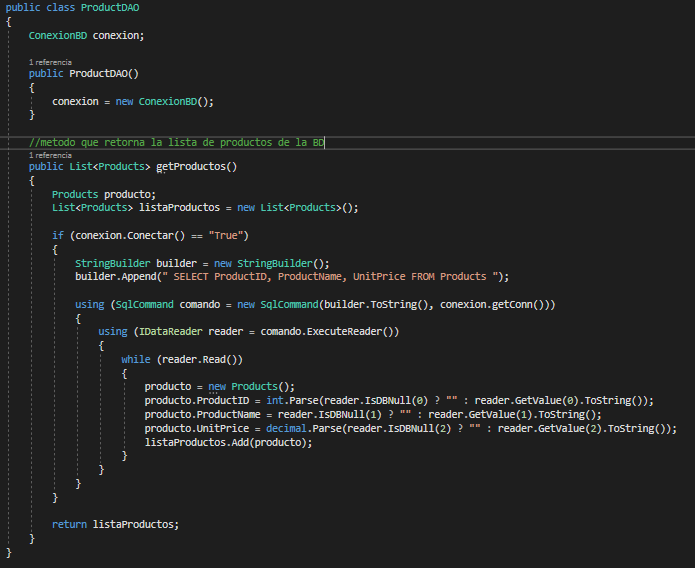 public class ProductDAO
{
ConexionBD conexion;
1 referencia
public ProductDAO()
{
conexion = new ConexionBD();
}
//metodo que retorna la lista de productos de la BD
1 referencia
public List<Products> getProductos()
{
Products producto;
List<Products> listaProductos = new List<Products>();
if (conexion.Conectar() == "True")
{
StringBuilder builder = new StringBuilder();
builder.Append(" SELECT ProductID, ProductName, UnitPrice FROM Products ");
using (SqlCommand comando = new SqlCommand(builder.ToString(), conexion.getConn()))
{
using (IDataReader reader = comando.ExecuteReader())
{
while (reader.Read())
{
producto = new Products();
producto.ProductID = int.Parse(reader.IsDBNull(0) ? "" : reader.GetValue(0).ToString());
producto.ProductName = reader.IsDBNull(1) ? "" : reader.GetValue(1).ToString();
producto.UnitPrice = decimal.Parse(reader.IsDBNull(2) ? "" : reader.GetValue(2).ToString());
listaProductos.Add(producto);
}
}
}
}
return listaProductos;
}
}